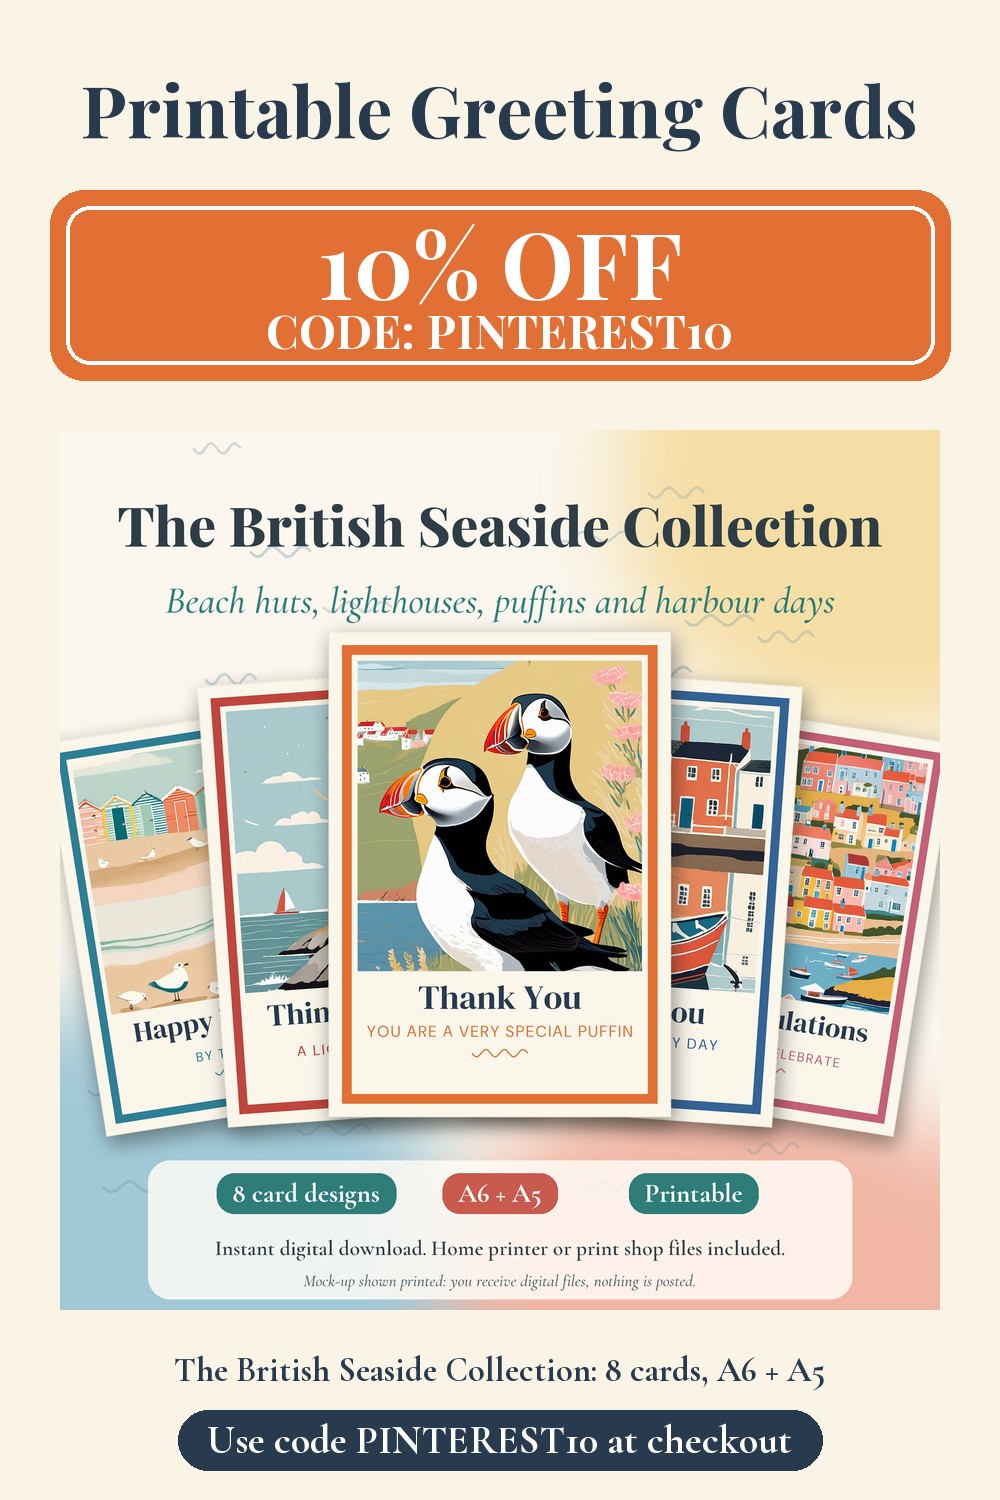 Printable Greeting Cards
10% OFF
CODE: PINTEREST10
The British Seaside Collection
Beach huts, lighthouses, puffins and harbour days
Happy
BY
Thank You
YOU ARE A VERY SPECIAL PUFFIN
DAY
8 card designs
A6 + A5
Printable
Instant digital download. Home printer or print shop files included.
Mock-up shown printed: you receive digital files, nothing is posted.
The British Seaside Collection: 8 cards, A6 + A5
Use code PINTEREST10 at checkout